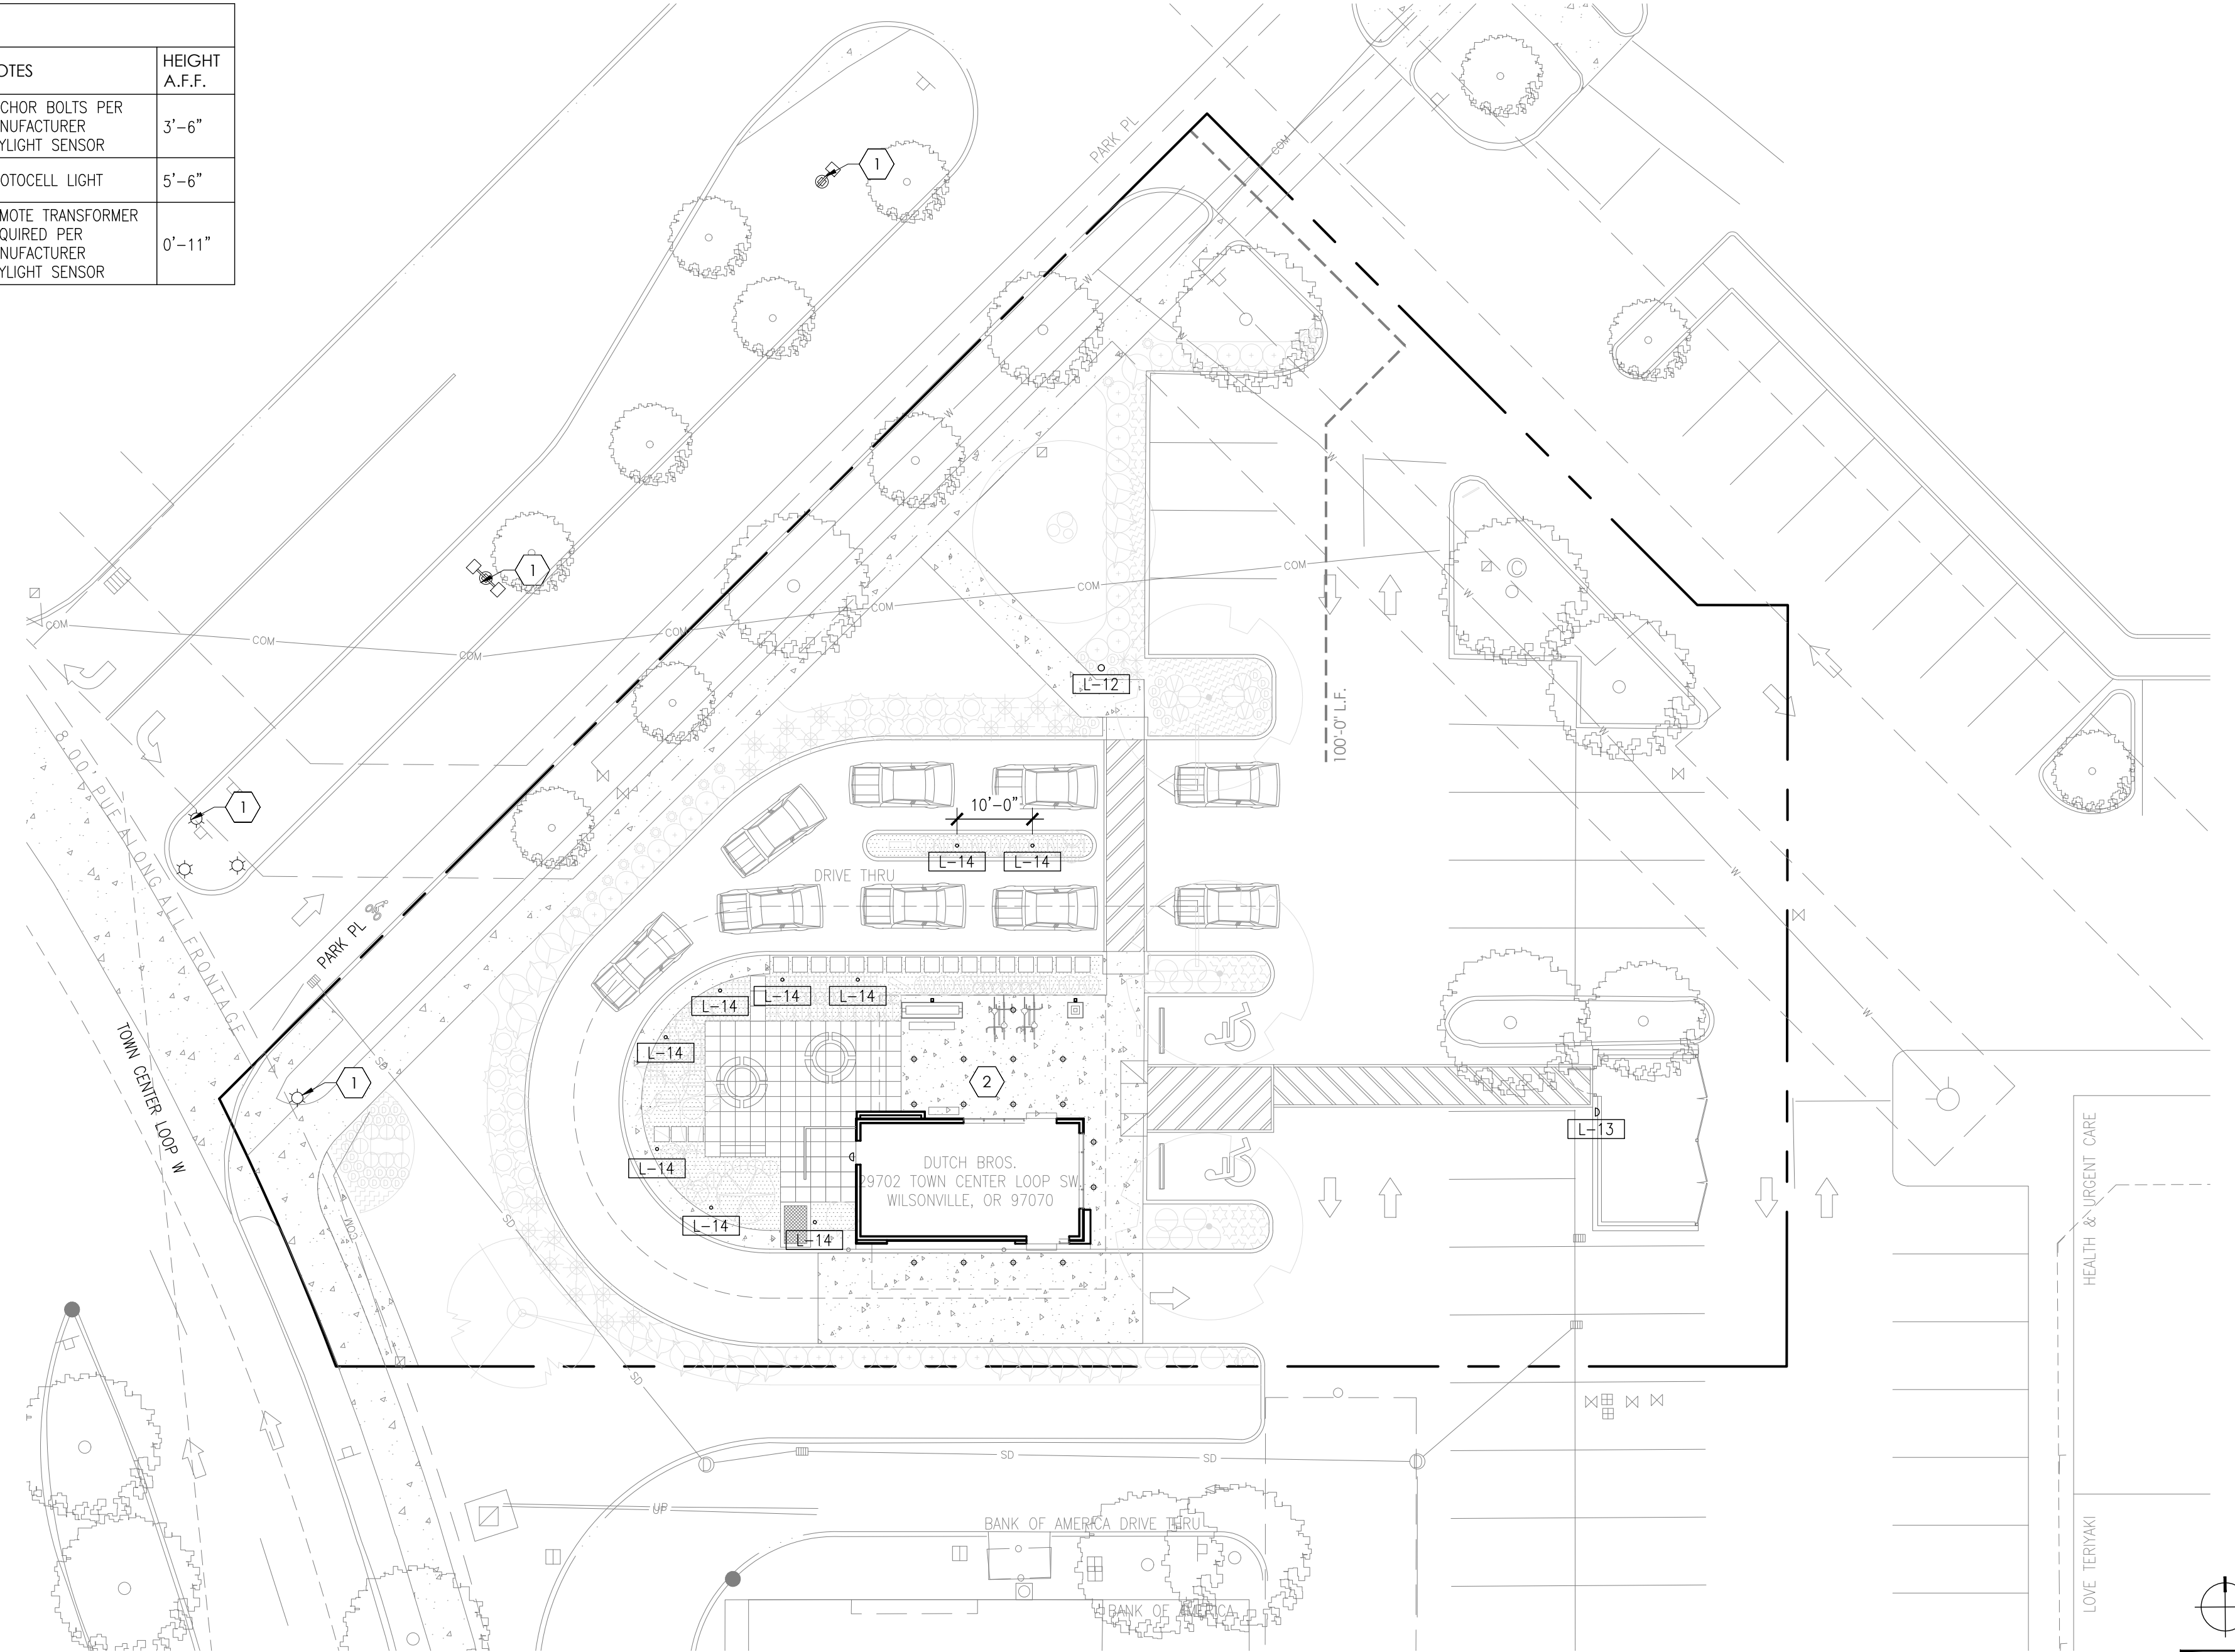 OTES
HEIGHT
A.F.F.
CHOR BOLTS PER
NUFACTURER
YLIGHT SENSOR
3'-6"
OTOCELL LIGHT
5'-6"
MOTE TRANSFORMER
QUIRED PER
NUFACTURER
YLIGHT SENSOR
0'-11"
PARK PL
COM
1
W
W
W
W
W
1
COM
COM
COM
COM
COM
COM
W
W
L-12
100'-0" L.F.
8.00' PUE ALONG ALL FRONTAGE
W
1
10'-0"
L-14
L-14
DRIVE THRU
W
PARK PL
L-14
L-14
L-14
W
TOWN CENTER LOOP W
SD
L-14
1
2
L-13
HEALTH & URGENT CARE
L-14
DUTCH BROS.
29702 TOWN CENTER LOOP SW
WILSONVILLE, OR 97070
COM
SD
L-14
L-14
SD
SD
SD
UP
BANK OF AMERICA DRIVE THRU
LOVE TERIYAKI
BANK OF AMERICA